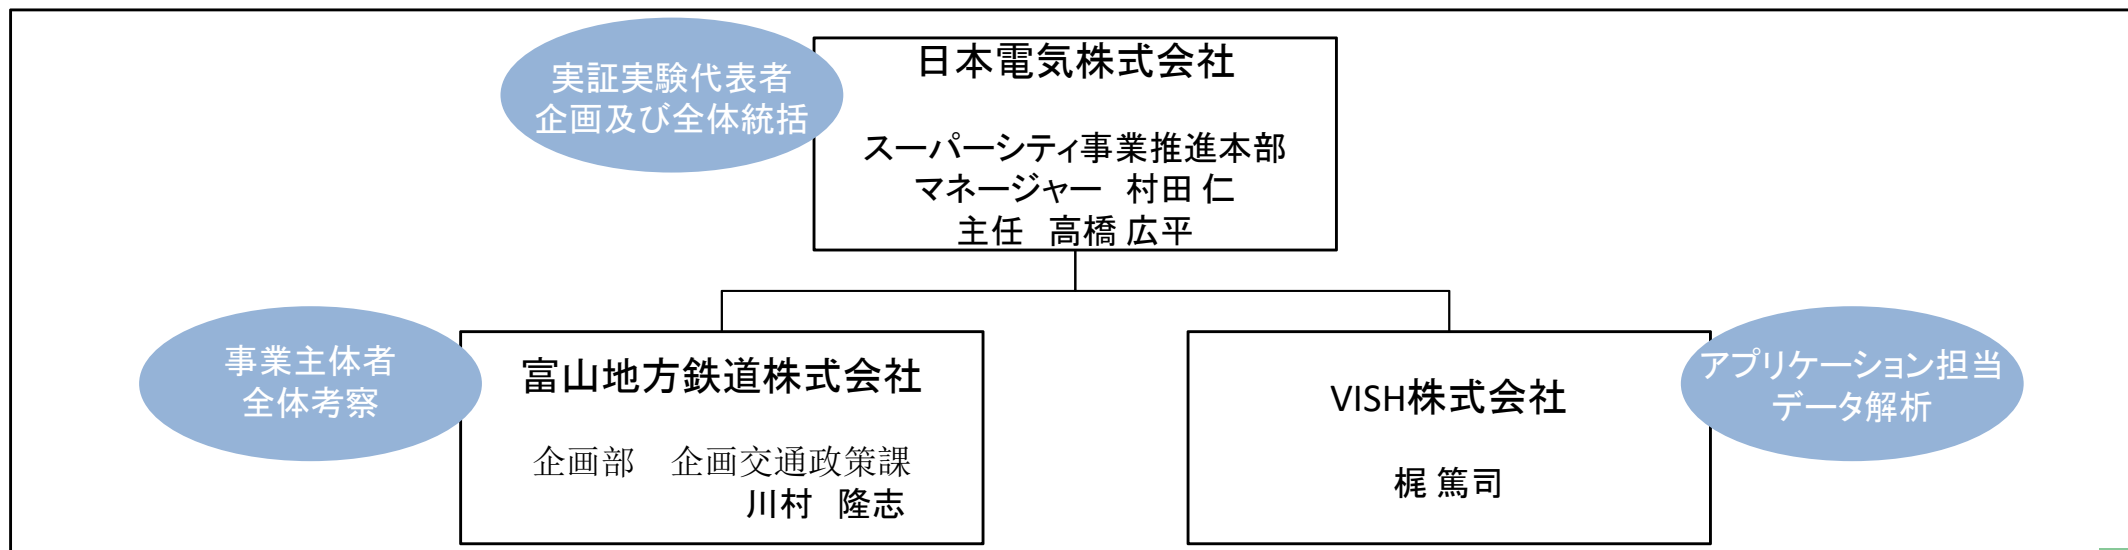 実証実験代表者
企画及び全体統括
日本電気株式会社
スーパーシティ事業推進本部
マネージャー 村田 仁
主任 高橋 広平
事業主体者
全体考察
富山地方鉄道株式会社
企画部　企画交通政策課
川村 隆志
VISH株式会社
梶 篤司
アプリケーション担当
データ解析